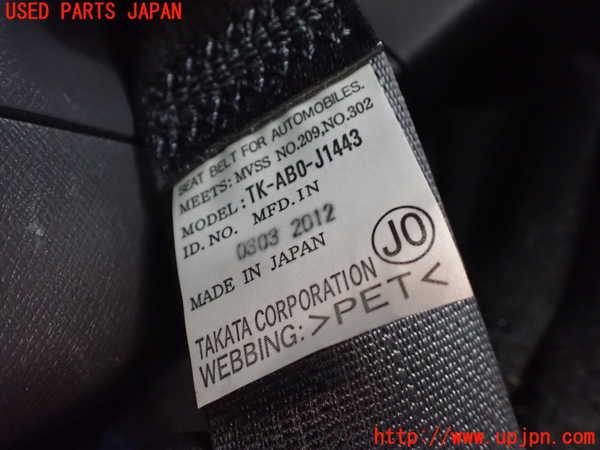 USED PARTS JAPAN
SEAT BELT FOR AUTOMOBILES.
MEETS: MVSS NO.209,NO.302
MODEL: TK-AB0-J1443
ID.NO. MFD.IN
0303 2012
MADE IN JAPAN
JO
TAKATA CORPORATION
WEBBING: >PET<
http://www.upjpn.com/